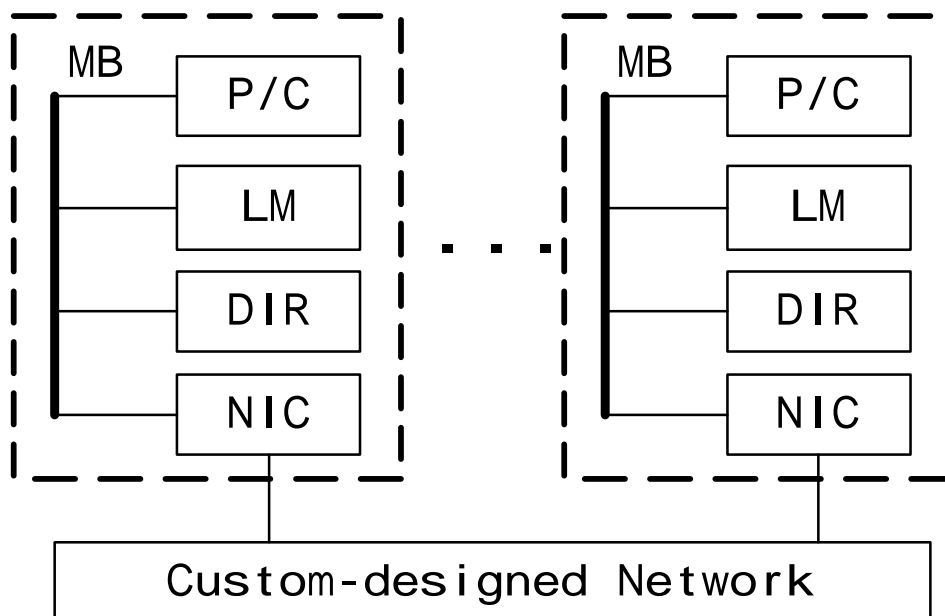 MB
P/C
LM
DIR
NIC
MB
P/C
LM
DIR
NIC
Custom-designed Network